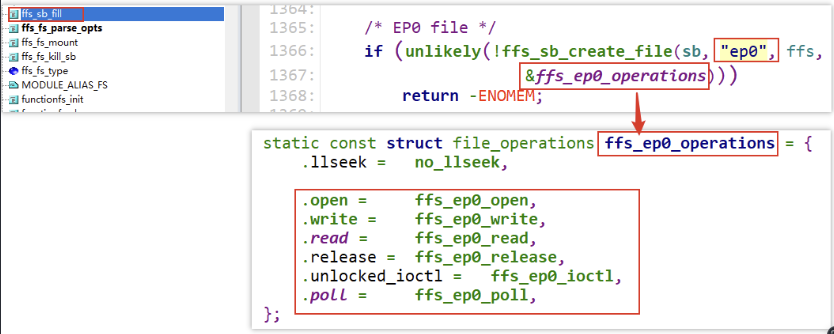 ffs_sb_fill
ffs_fs_parse_opts
ffs_fs_mount
ffs_fs_kill_sb
ffs_fs_type
MODULE_ALIAS_FS
functionfs_init
1364:
1365: /* EP0 file */
1366: if (unlikely(!ffs_sb_create_file(sb, "ep0", ffs,
1367: &ffs_ep0_operations)))
1368: return -ENOMEM;
static const struct file_operations ffs_ep0_operations = {
.llseek = no_llseek,
.open = ffs_ep0_open,
.write = ffs_ep0_write,
.read = ffs_ep0_read,
.release = ffs_ep0_release,
.unlocked_ioctl = ffs_ep0_ioctl,
.poll = ffs_ep0_poll,
};